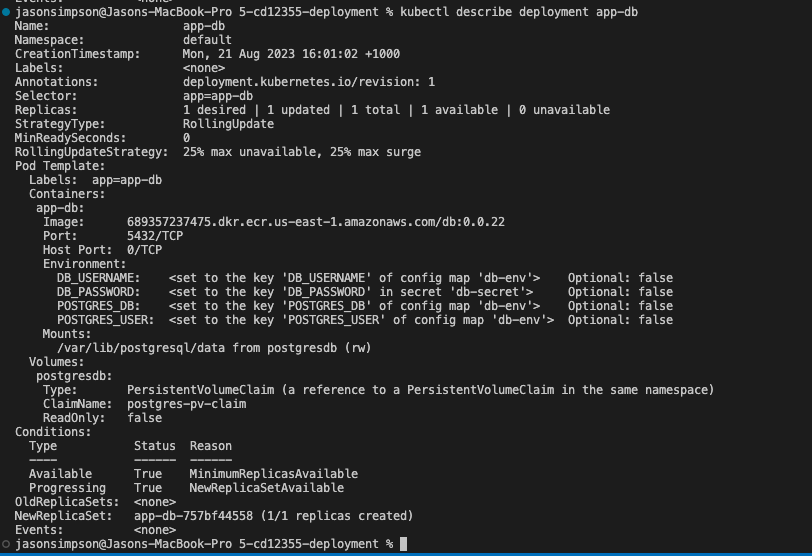 jasonsimpson@Jasons-MacBook-Pro 5-cd12355-deployment % kubectl describe deployment app-db
Name:                   app-db
Namespace:              default
CreationTimestamp:      Mon, 21 Aug 2023 16:01:02 +1000
Labels:                 <none>
Annotations:            deployment.kubernetes.io/revision: 1
Selector:               app=app-db
Replicas:               1 desired | 1 updated | 1 total | 1 available | 0 unavailable
StrategyType:           RollingUpdate
MinReadySeconds:        0
RollingUpdateStrategy:  25% max unavailable, 25% max surge
Pod Template:
  Labels:  app=app-db
  Containers:
   app-db:
    Image:      689357237475.dkr.ecr.us-east-1.amazonaws.com/db:0.0.22
    Port:       5432/TCP
    Host Port:  0/TCP
    Environment:
      DB_USERNAME:    <set to the key 'DB_USERNAME' of config map 'db-env'>    Optional: false
      DB_PASSWORD:    <set to the key 'DB_PASSWORD' in secret 'db-secret'>     Optional: false
      POSTGRES_DB:    <set to the key 'POSTGRES_DB' of config map 'db-env'>    Optional: false
      POSTGRES_USER:  <set to the key 'POSTGRES_USER' of config map 'db-env'>  Optional: false
    Mounts:
      /var/lib/postgresql/data from postgresdb (rw)
  Volumes:
   postgresdb:
    Type:       PersistentVolumeClaim (a reference to a PersistentVolumeClaim in the same namespace)
    ClaimName:  postgres-pv-claim
    ReadOnly:   false
Conditions:
  Type           Status  Reason
  ----           ------  ------
  Available      True    MinimumReplicasAvailable
  Progressing    True    NewReplicaSetAvailable
OldReplicaSets:  <none>
NewReplicaSet:   app-db-757bf44558 (1/1 replicas created)
Events:          <none>
jasonsimpson@Jasons-MacBook-Pro 5-cd12355-deployment %